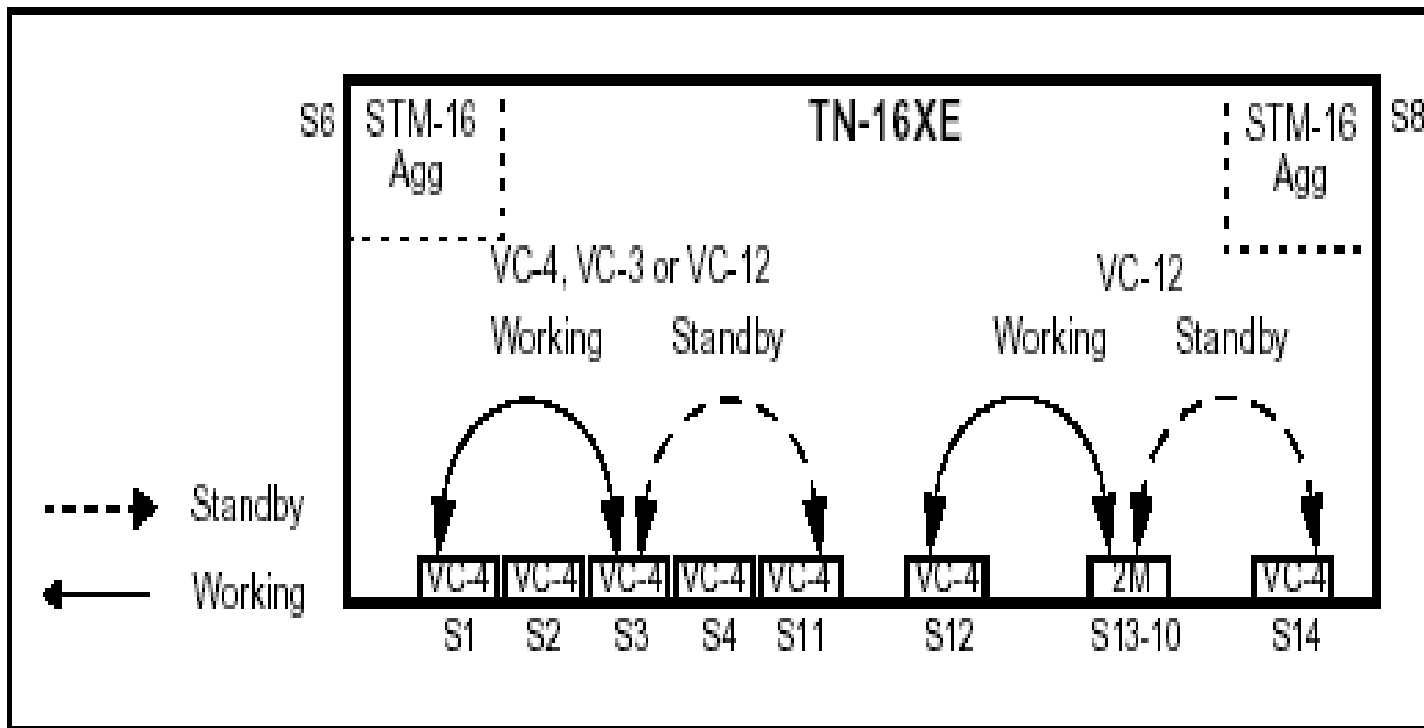 S6 STM-16 TN-16XE STM-16 S8
Agg Agg
VC-4, VC-3 or VC-12 VC-12
Working Standby Working Standby
Standby
Working
VC-4 VC-4 VC-4 VC-4 VC-4 VC-4 2M VC-4
S1 S2 S3 S4 S11 S12 S13-10 S14